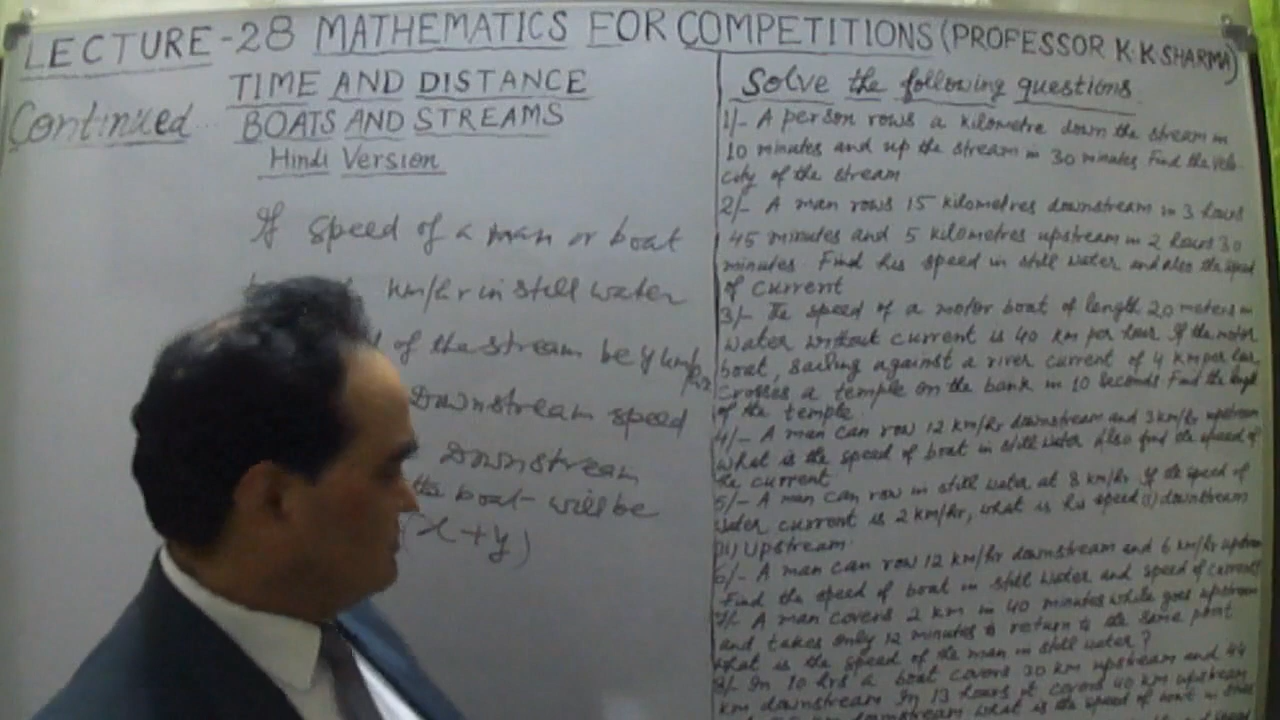 LECTURE-28 MATHEMATICS FOR COMPETITIONS (PROFESSOR K.K.SHARMA)
TIME AND DISTANCE
Continued... BOATS AND STREAMS
Hindi Version
If speed of a man or boat
km/hr in still water
of the stream be y km/hr
Downstream speed
Downstream
the boat will be
(x+y)
Solve the following questions
1/- A person rows a kilometre down the stream in
10 minutes and up the stream in 30 minutes. Find the velo-
city of the stream
2/- A man rows 15 kilometres downstream in 3 hours
45 minutes and 5 kilometres upstream in 2 hours 30
minutes. Find his speed in still water and also the speed
of current
3/- The speed of a motor boat of length 20 meters in
water without current is 40 km per hour. If the motor
boat, sailing against a river current of 4 km per hour
crosses a temple on the bank in 10 seconds Find the length
of the temple
4/- A man can row 12 km/hr downstream and 3 km/hr upstream
what is the speed of boat in still water Also find the speed of
the current
5/- A man can row in still water at 8 km/hr If the speed of
water current is 2 km/hr, what is his speed (i) downstream
(ii) Upstream.
6/- A man can row 12 km/hr downstream and 6 km/hr upstream
Find the speed of boat in still water and speed of current
7/- A man covers 2 km in 40 minutes while goes upstream
and takes only 12 minutes to return to the same point
what is the speed of the man in still water?
8/- In 10 hrs a boat covers 30 km upstream and 44
km downstream In 13 hours it covers 40 km upstream
km downstream what is the speed of boat in